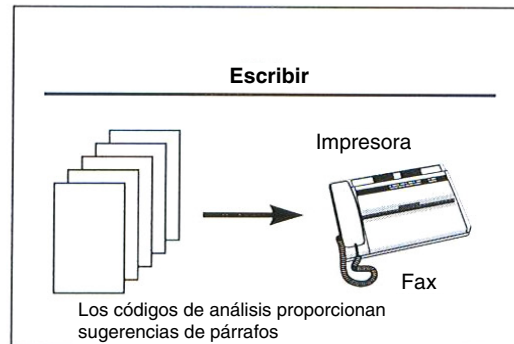 Escribir
Impresora
Fax
Los códigos de análisis proporcionan
sugerencias de párrafos